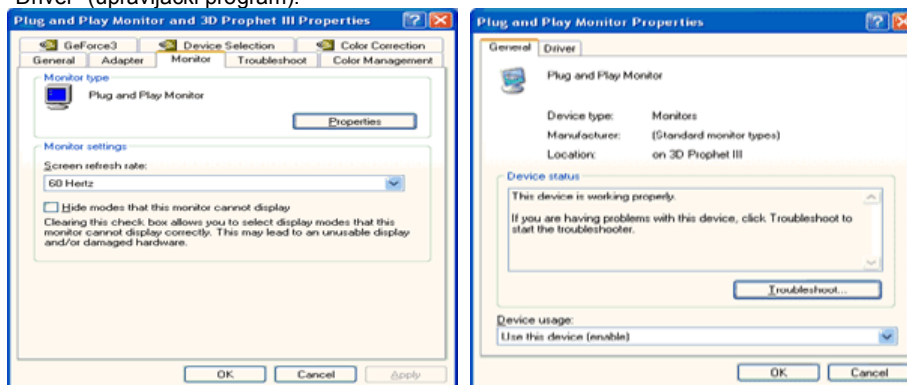 "Driver" (upravljački program).
Plug and Play Monitor and 3D Prophet III Properties
GeForce3
Device Selection
Color Correction
General
Adapter
Monitor
Troubleshoot
Color Management
Monitor type
Plug and Play Monitor
Properties
Monitor settings
Screen refresh rate:
60 Hertz
Hide modes that this monitor cannot display
Clearing this check box allows you to select display modes that this
monitor cannot display correctly. This may lead to an unusable display
and/or damaged hardware.
OK
Cancel
Apply
Plug and Play Monitor Properties
General
Driver
Plug and Play Monitor
Device type: Monitors
Manufacturer: (Standard monitor types)
Location: on 3D Prophet III
Device status
This device is working properly.
If you are having problems with this device, click Troubleshoot to
start the troubleshooter.
Troubleshoot...
Device usage:
Use this device (enable)
OK
Cancel